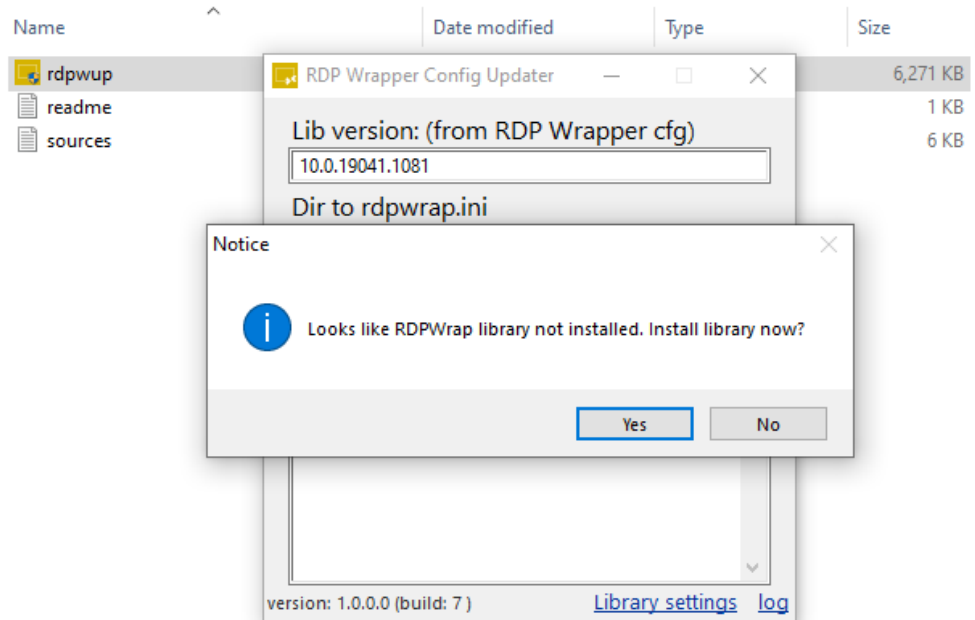 Name Date modified Type Size
rdpwup 6,271 KB
readme 1 KB
sources 6 KB
RDP Wrapper Config Updater
Lib version: (from RDP Wrapper cfg)
10.0.19041.1081
Dir to rdpwrap.ini
Notice
Looks like RDPWrap library not installed. Install library now?
Yes No
version: 1.0.0.0 (build: 7 ) Library settings log